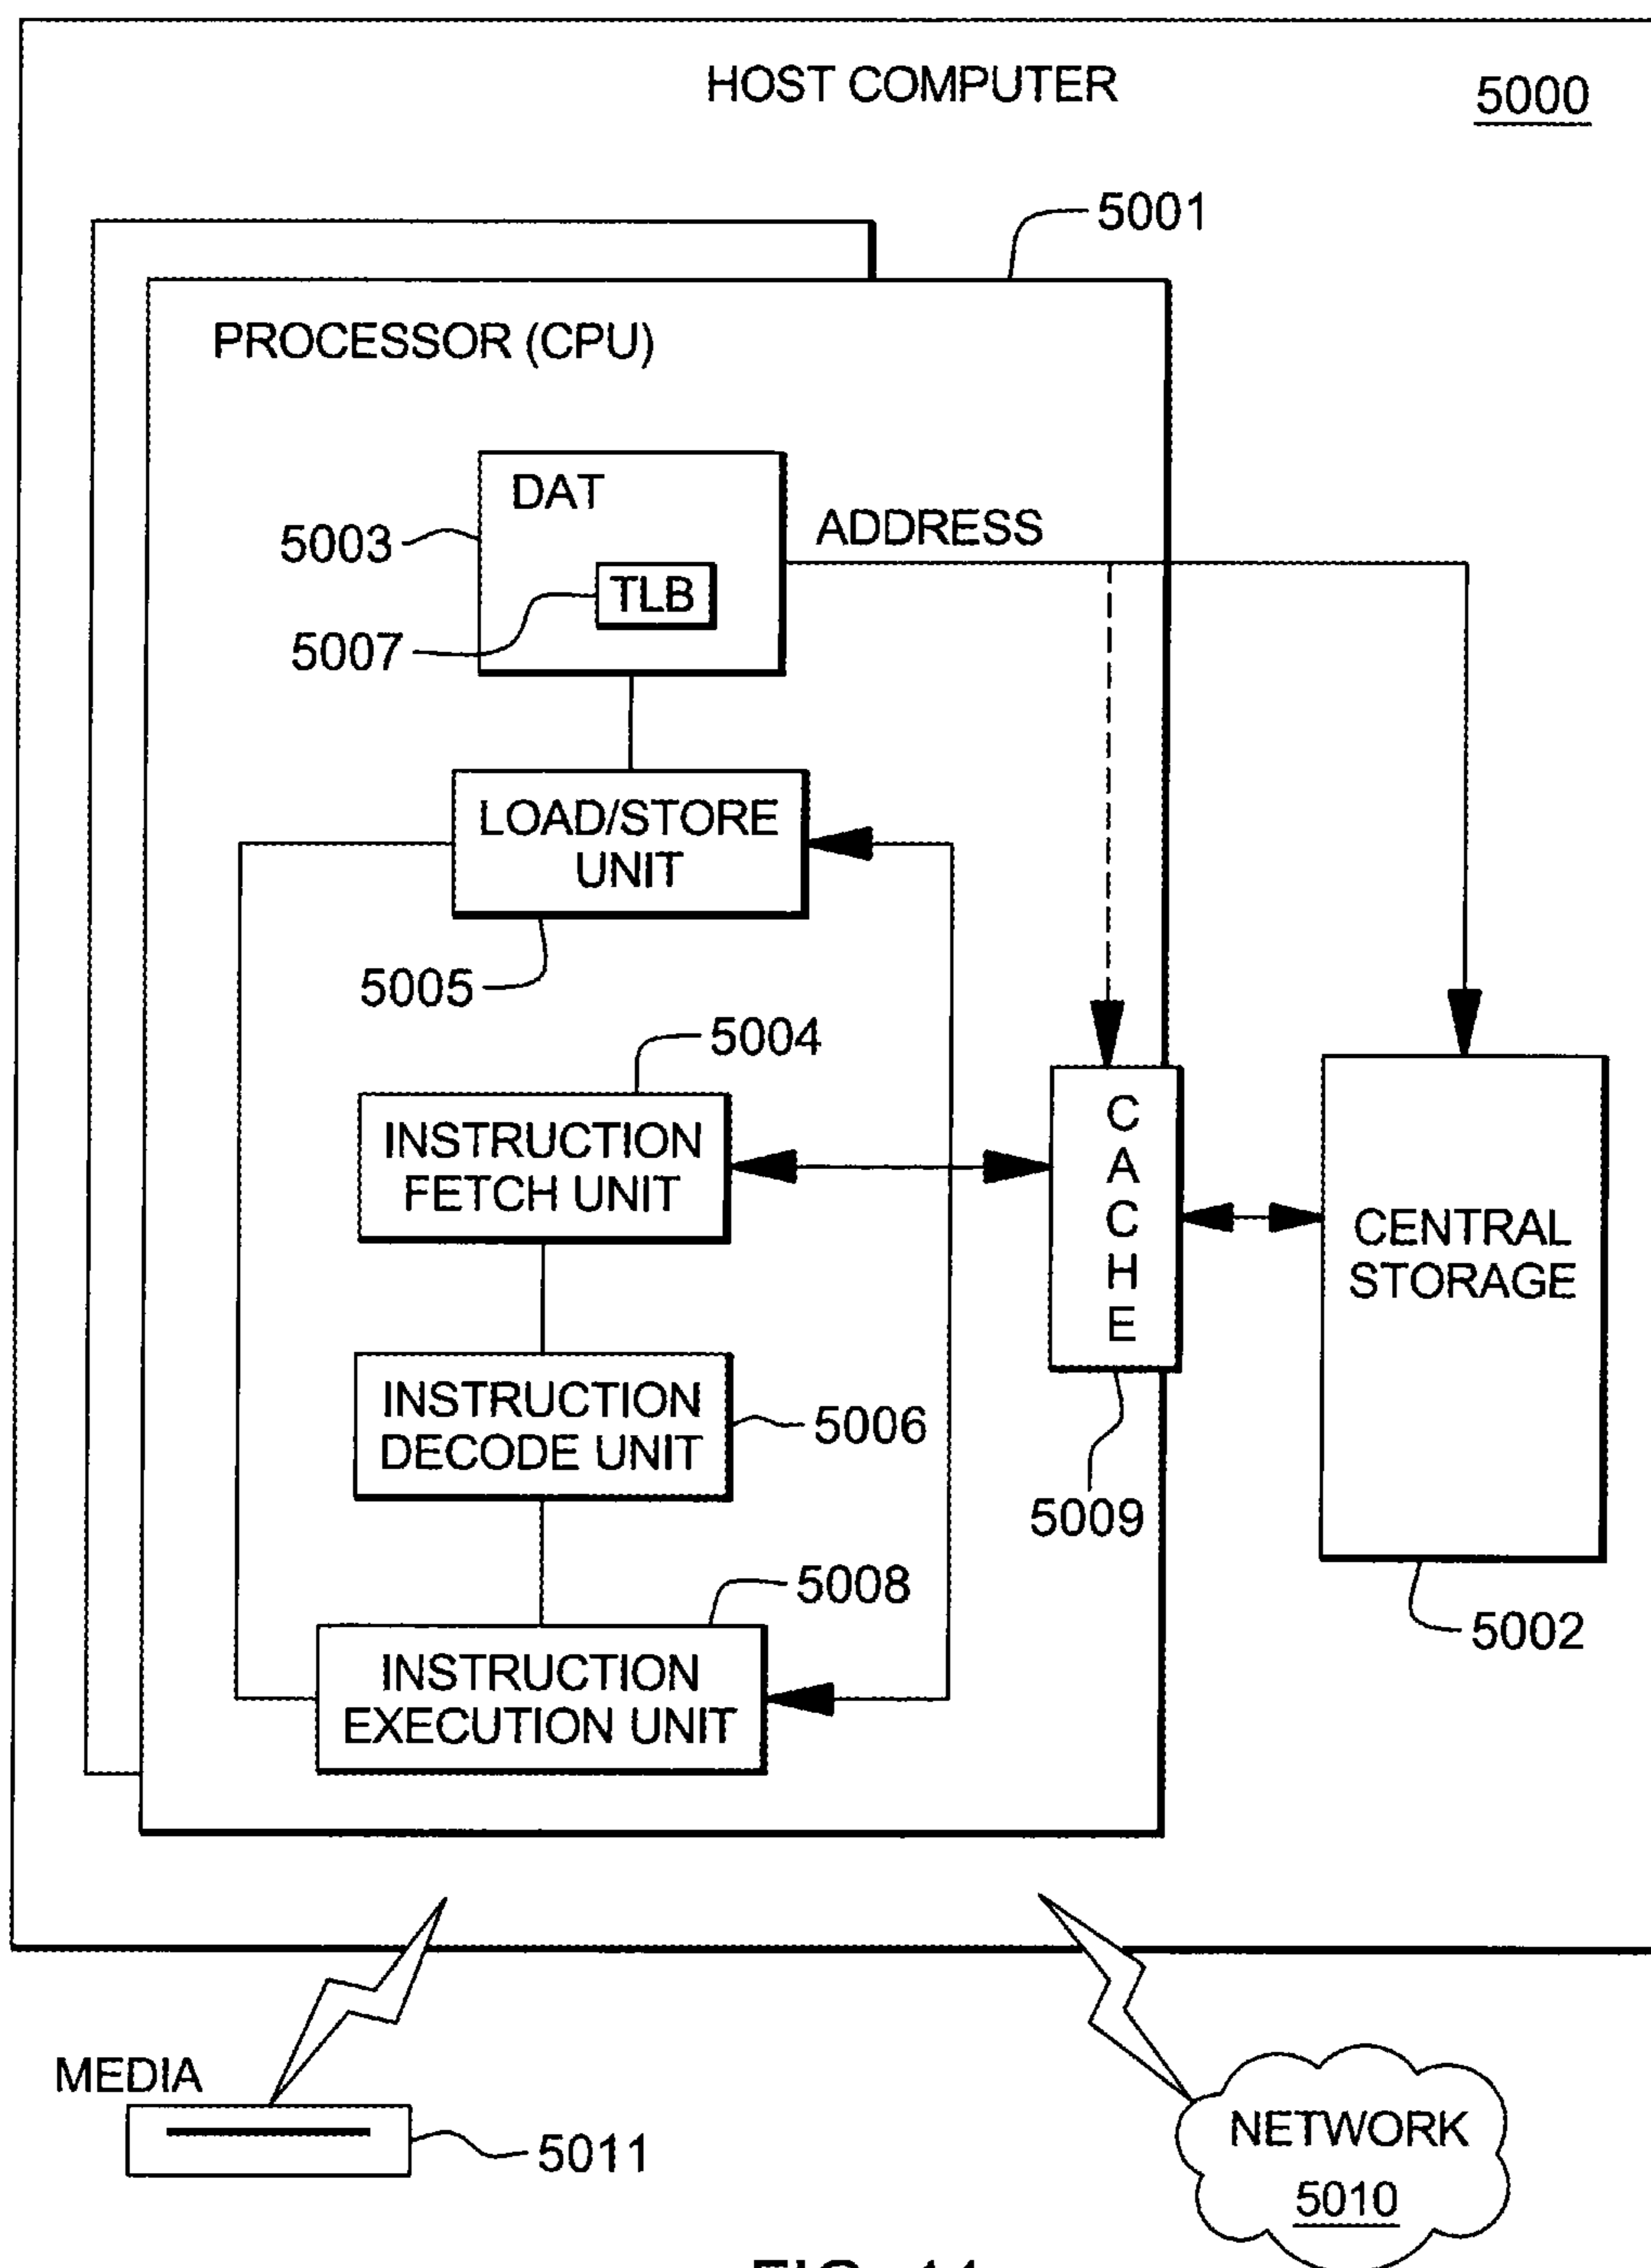 HOST COMPUTER
5000
5001
PROCESSOR (CPU)
DAT
5003
ADDRESS
TLB
5007
LOAD/STORE
UNIT
5005
5004
INSTRUCTION
FETCH UNIT
CACHE
CENTRAL
STORAGE
INSTRUCTION
DECODE UNIT
5006
5009
5008
INSTRUCTION
EXECUTION UNIT
5002
MEDIA
5011
NETWORK
5010